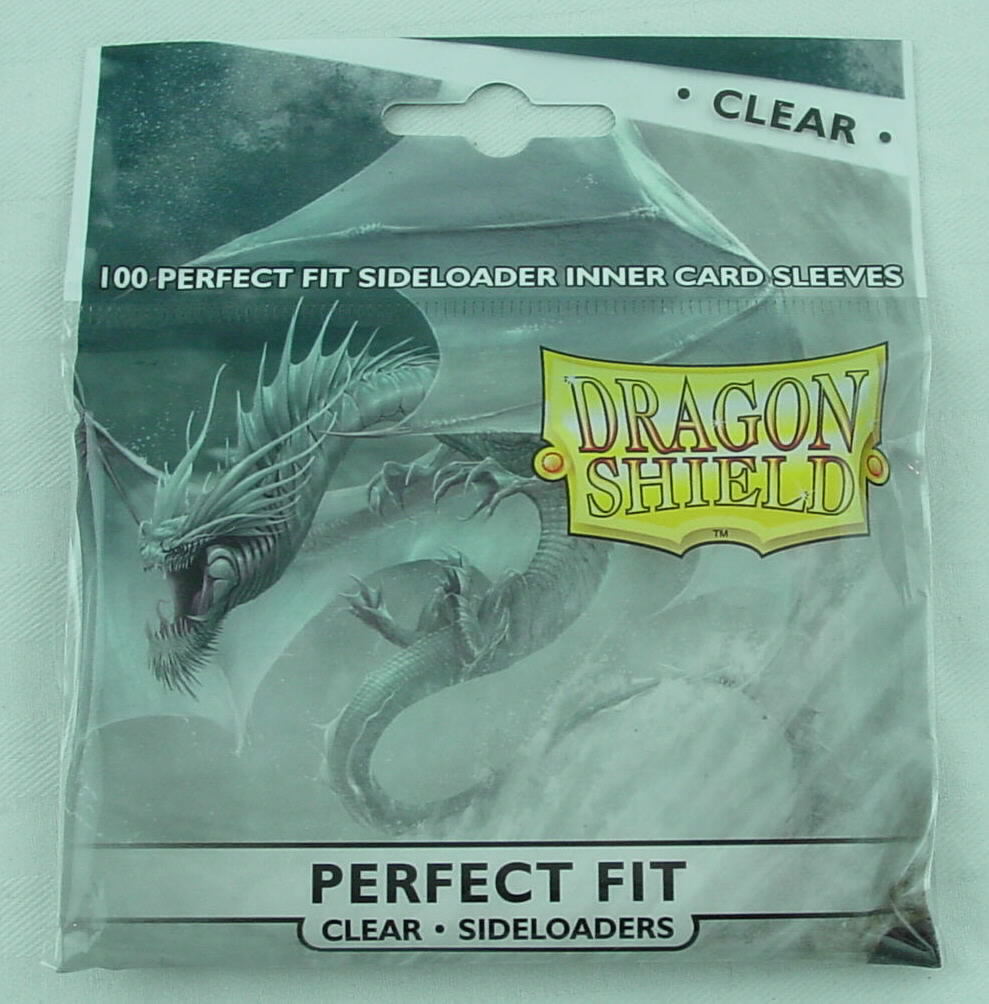 • CLEAR •
100 PERFECT FIT SIDELOADER INNER CARD SLEEVES
DRAGON
SHIELD
™
PERFECT FIT
CLEAR • SIDELOADERS